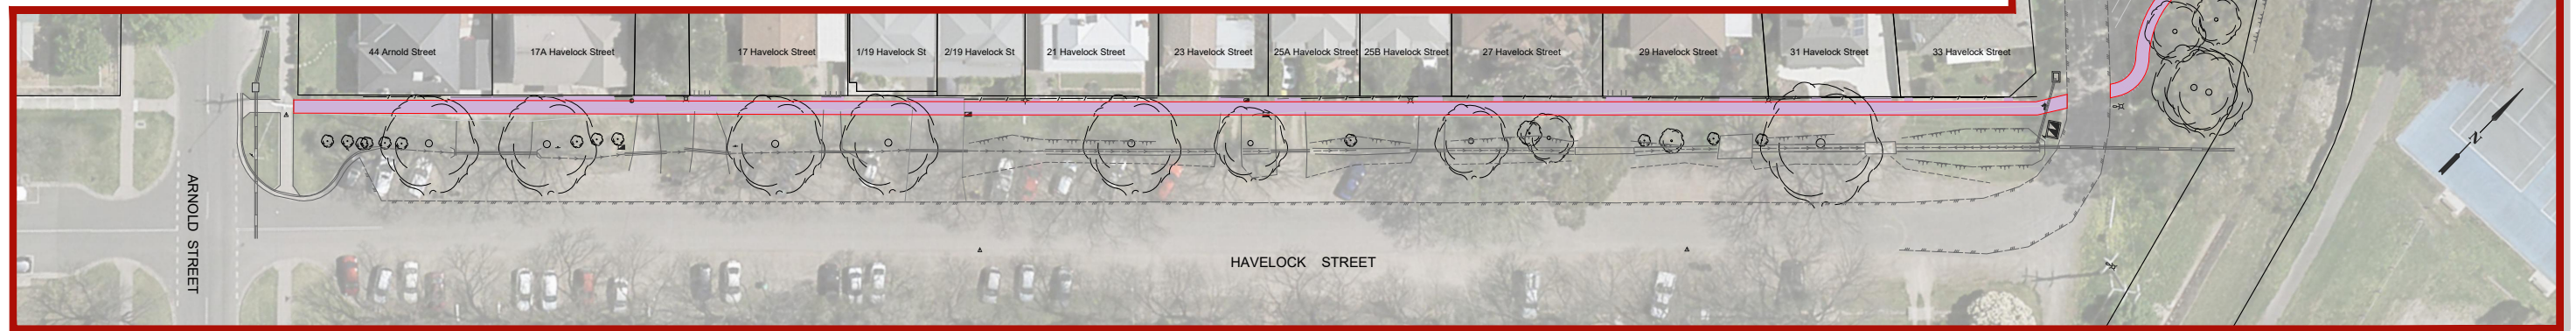 44 Arnold Street
17A Havelock Street
17 Havelock Street
1/19 Havelock St
2/19 Havelock St
21 Havelock Street
23 Havelock Street
25A Havelock Street
25B Havelock Street
27 Havelock Street
29 Havelock Street
31 Havelock Street
33 Havelock Street
ARNOLD STREET
HAVELOCK STREET
N